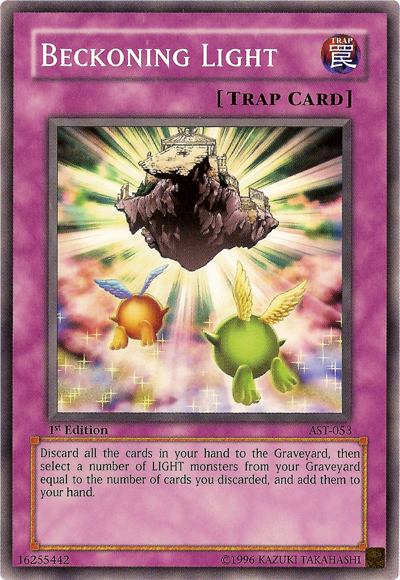 BECKONING LIGHT
TRAP
罠
[TRAP CARD]
1st Edition
AST-053
Discard all the cards in your hand to the Graveyard, then
select a number of LIGHT monsters from your Graveyard
equal to the number of cards you discarded, and add them to
your hand.
16255442
©1996 KAZUKI TAKAHASHI